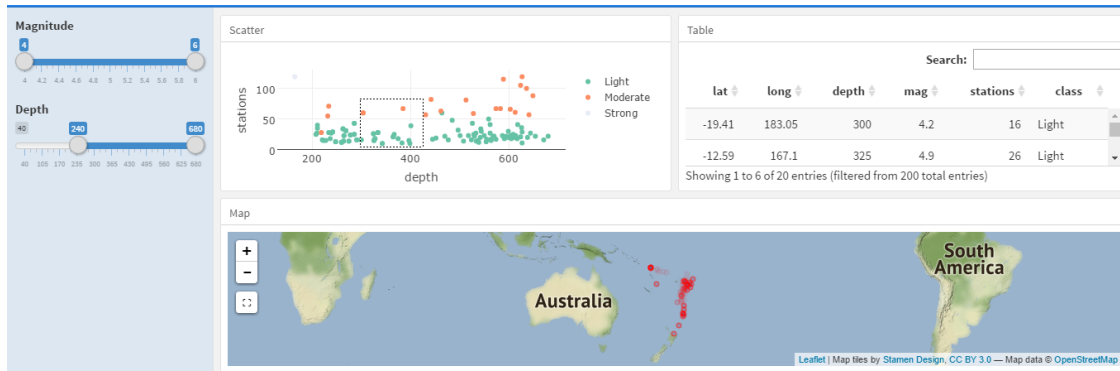 Magnitude
4 6
4 4.2 4.4 4.6 4.8 5 5.2 5.4 5.6 5.8 6
Depth
40 240 680
40 105 170 235 300 365 430 495 560 625 680
Scatter
stations
100
50
0
200 400 600
depth
Light
Moderate
Strong
Table
Search:
lat long depth mag stations class
-19.41 183.05 300 4.2 16 Light
-12.59 167.1 325 4.9 26 Light
Showing 1 to 6 of 20 entries (filtered from 200 total entries)
Map
+
−
Australia
South
America
Leaflet | Map tiles by Stamen Design, CC BY 3.0 — Map data © OpenStreetMap